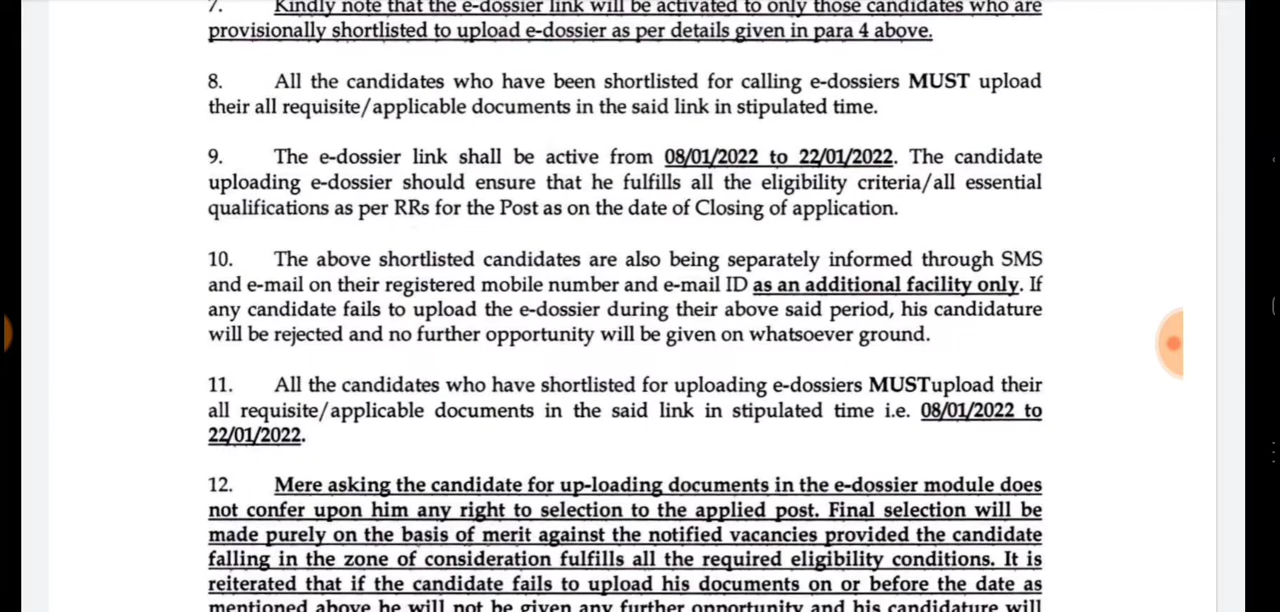 7. Kindly note that the e-dossier link will be activated to only those candidates who are
provisionally shortlisted to upload e-dossier as per details given in para 4 above.
8. All the candidates who have been shortlisted for calling e-dossiers MUST upload
their all requisite/applicable documents in the said link in stipulated time.
9. The e-dossier link shall be active from 08/01/2022 to 22/01/2022. The candidate
uploading e-dossier should ensure that he fulfills all the eligibility criteria/all essential
qualifications as per RRs for the Post as on the date of Closing of application.
10. The above shortlisted candidates are also being separately informed through SMS
and e-mail on their registered mobile number and e-mail ID as an additional facility only. If
any candidate fails to upload the e-dossier during their above said period, his candidature
will be rejected and no further opportunity will be given on whatsoever ground.
11. All the candidates who have shortlisted for uploading e-dossiers MUSTupload their
all requisite/applicable documents in the said link in stipulated time i.e. 08/01/2022 to
22/01/2022.
12. Mere asking the candidate for up-loading documents in the e-dossier module does
not confer upon him any right to selection to the applied post. Final selection will be
made purely on the basis of merit against the notified vacancies provided the candidate
falling in the zone of consideration fulfills all the required eligibility conditions. It is
reiterated that if the candidate fails to upload his documents on or before the date as
mentioned above he will not be given any further opportunity and his candidature will